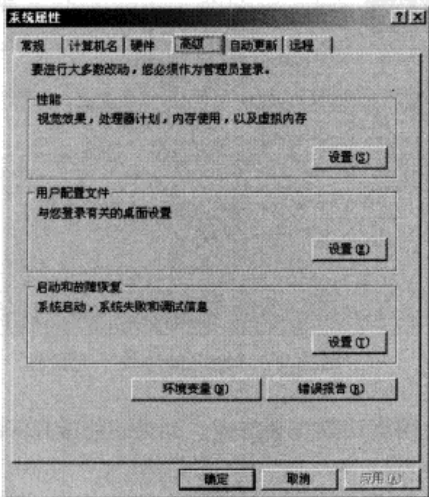 系统属性
常规 计算机名 硬件 高级 自动更新 远程
要进行大多数改动，您必须作为管理员登录。
性能
视觉效果，处理器计划，内存使用，以及虚拟内存
设置(S)
用户配置文件
与您登录有关的桌面设置
设置(E)
启动和故障恢复
系统启动，系统失败和调试信息
设置(T)
环境变量(N) 错误报告(R)
确定 取消 应用(A)